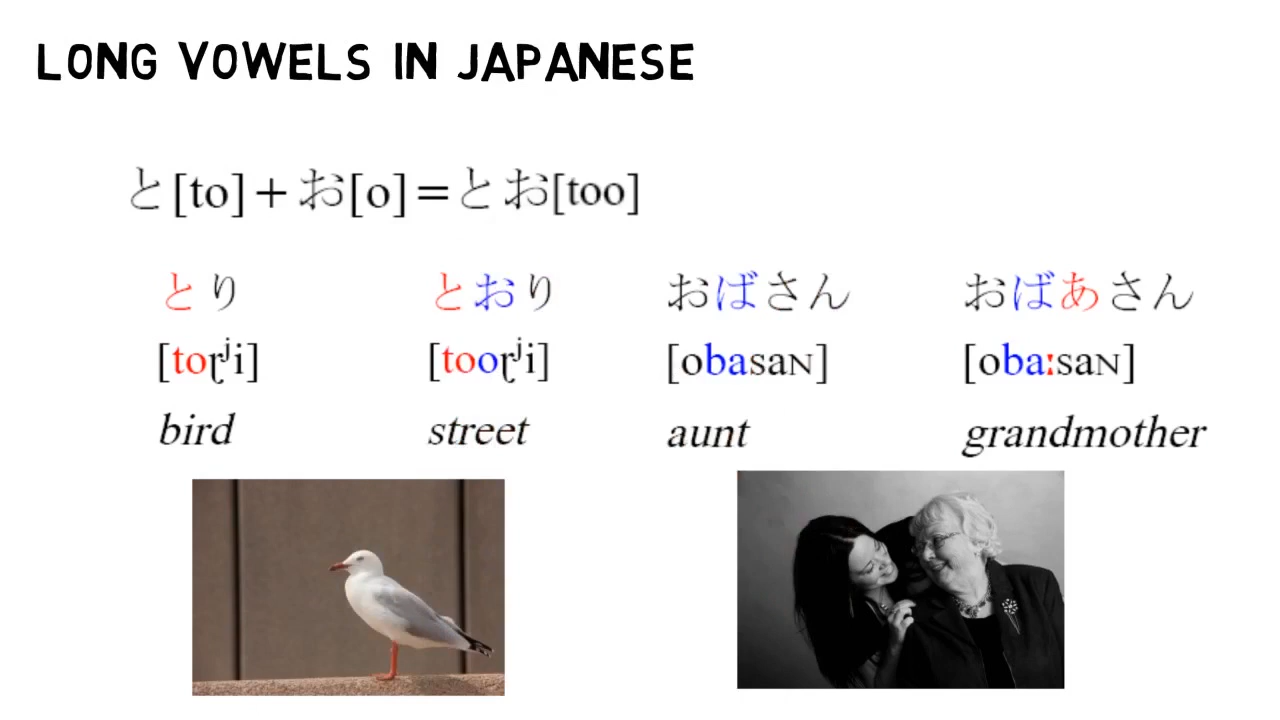 LONG VOWELS IN JAPANESE
と[to]+お[o]=とお[too]
とり とおり おばさん おばあさん
[toɽʲi] [tooɽʲi] [obasaɴ] [obaːsaɴ]
bird street aunt grandmother